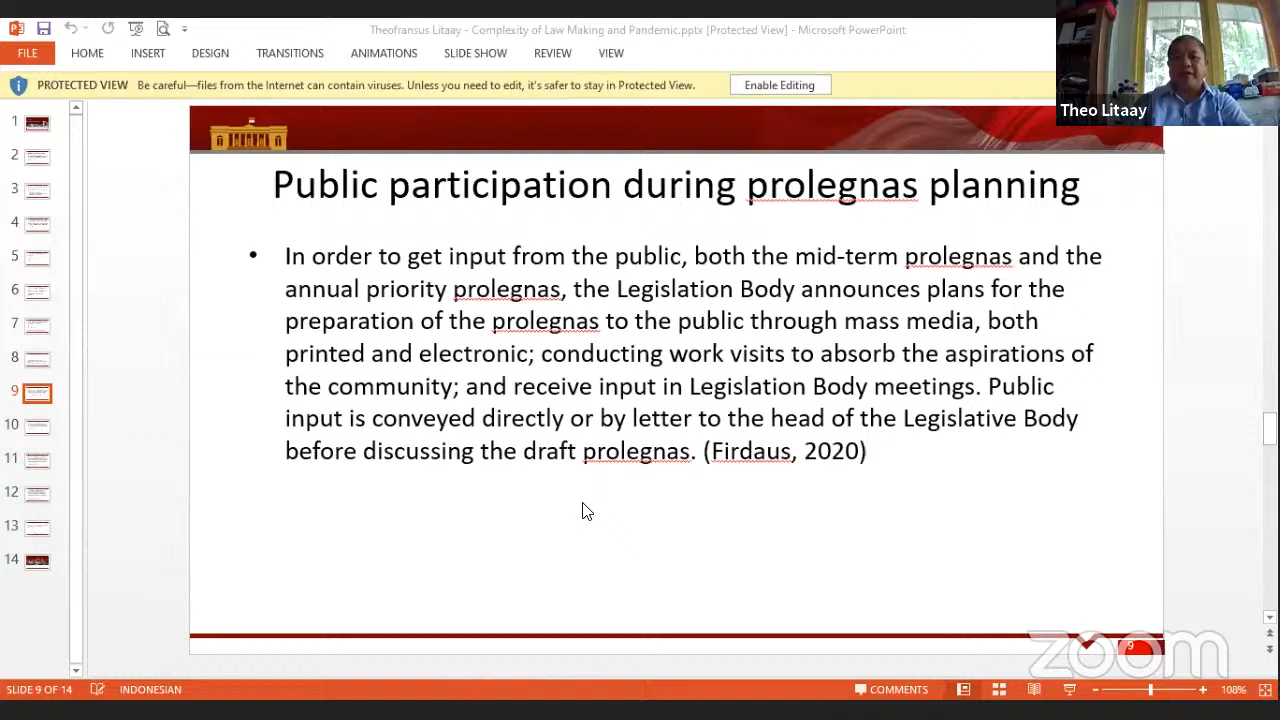 Theofransus Litaay - Complexity of Law Making and Pandemic.pptx [Protected View] - Microsoft PowerPoint
FILE HOME INSERT DESIGN TRANSITIONS ANIMATIONS SLIDE SHOW REVIEW VIEW
PROTECTED VIEW Be careful—files from the Internet can contain viruses. Unless you need to edit, it's safer to stay in Protected View. Enable Editing
Theo Litaay
1
2
3
4
5
6
7
8
9
10
11
12
13
14
Public participation during prolegnas planning
• In order to get input from the public, both the mid-term prolegnas and the
annual priority prolegnas, the Legislation Body announces plans for the
preparation of the prolegnas to the public through mass media, both
printed and electronic; conducting work visits to absorb the aspirations of
the community; and receive input in Legislation Body meetings. Public
input is conveyed directly or by letter to the head of the Legislative Body
before discussing the draft prolegnas. (Firdaus, 2020)
9
zoom
SLIDE 9 OF 14 INDONESIAN COMMENTS 108%